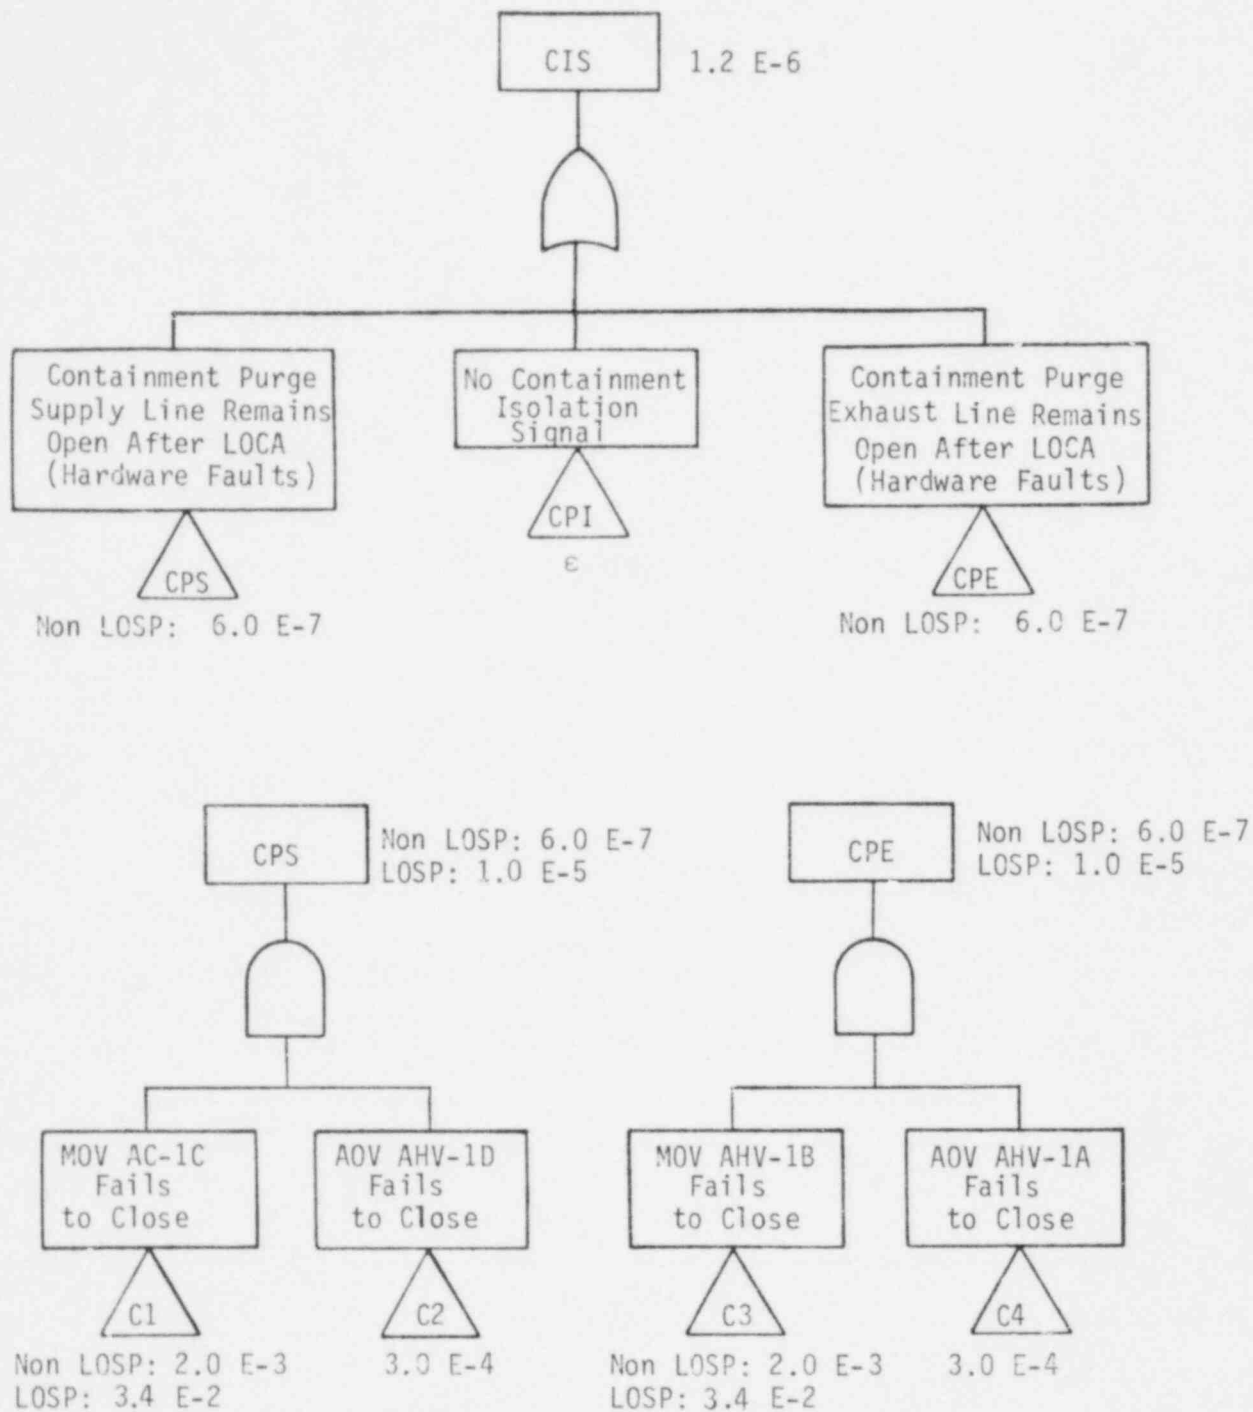 CIS
1.2 E-6
Containment Purge
Supply Line Remains
Open After LOCA
(Hardware Faults)
CPS
Non LOSP: 6.0 E-7
No Containment
Isolation
Signal
CPI
ε
Containment Purge
Exhaust Line Remains
Open After LOCA
(Hardware Faults)
CPE
Non LOSP: 6.0 E-7
CPS
Non LOSP: 6.0 E-7
LOSP: 1.0 E-5
MOV AC-1C
Fails
to Close
C1
Non LOSP: 2.0 E-3
LOSP: 3.4 E-2
AOV AHV-1D
Fails
to Close
C2
3.0 E-4
CPE
Non LOSP: 6.0 E-7
LOSP: 1.0 E-5
MOV AHV-1B
Fails
to Close
C3
Non LOSP: 2.0 E-3
LOSP: 3.4 E-2
AOV AHV-1A
Fails
to Close
C4
3.0 E-4